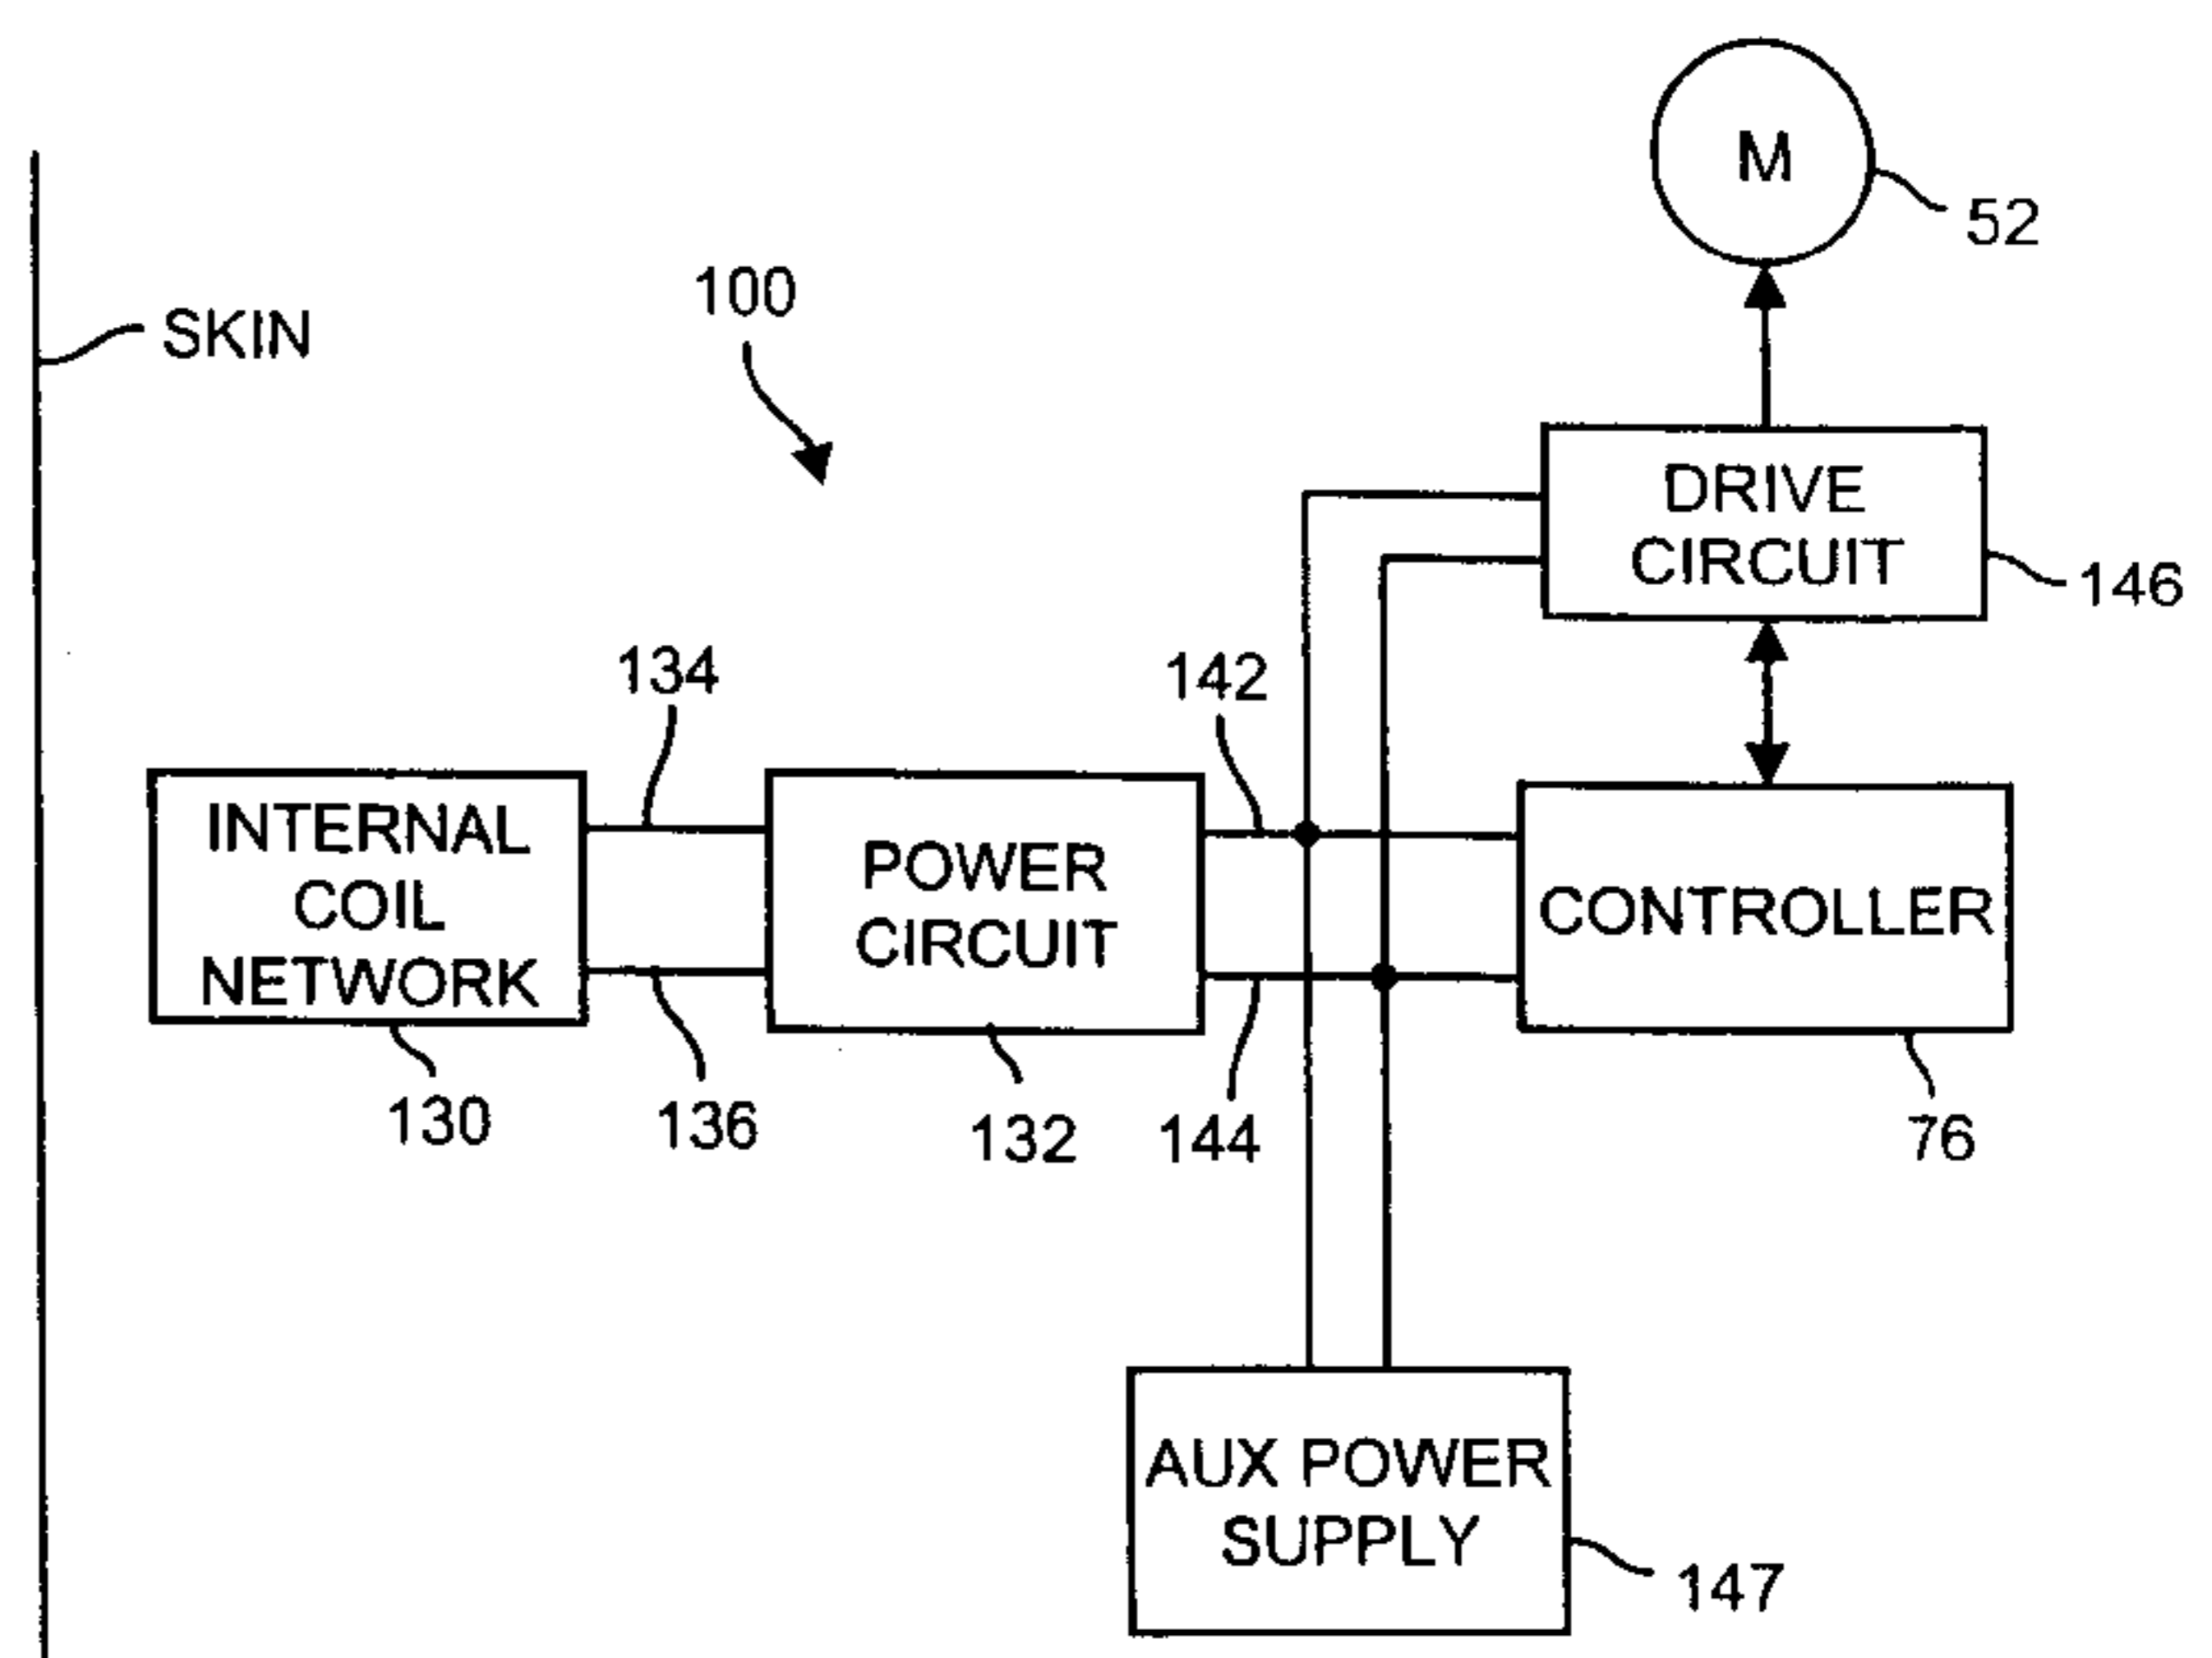 M
52
100
SKIN
DRIVE
CIRCUIT
146
134
142
INTERNAL
COIL
NETWORK
POWER
CIRCUIT
CONTROLLER
130
136
132
144
76
AUX POWER
SUPPLY
147